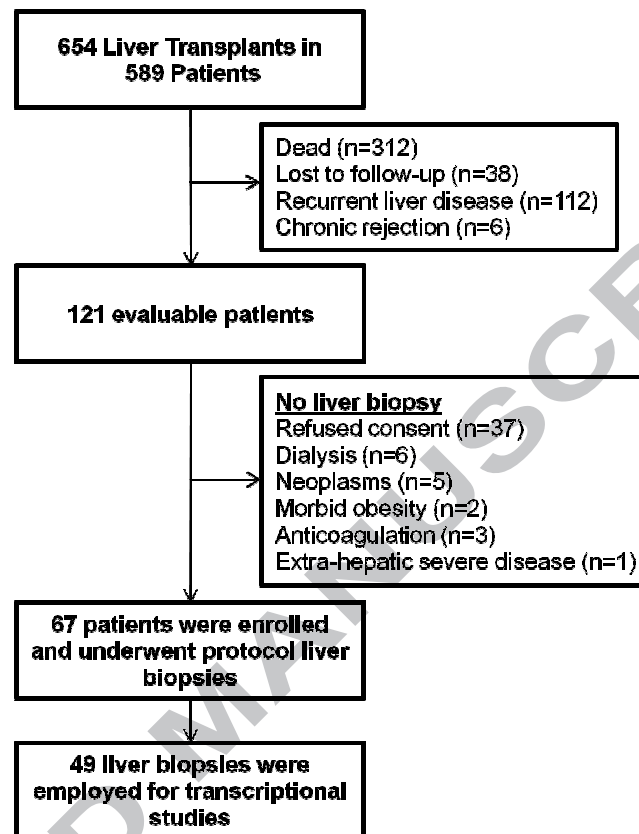 654 Liver Transplants in
589 Patients
Dead (n=312)
Lost to follow-up (n=38)
Recurrent liver disease (n=112)
Chronic rejection (n=6)
121 evaluable patients
No liver biopsy
Refused consent (n=37)
Dialysis (n=6)
Neoplasms (n=5)
Morbid obesity (n=2)
Anticoagulation (n=3)
Extra-hepatic severe disease (n=1)
67 patients were enrolled
and underwent protocol liver
biopsies
49 liver biopsies were
employed for transcriptional
studies
D MANUSCR